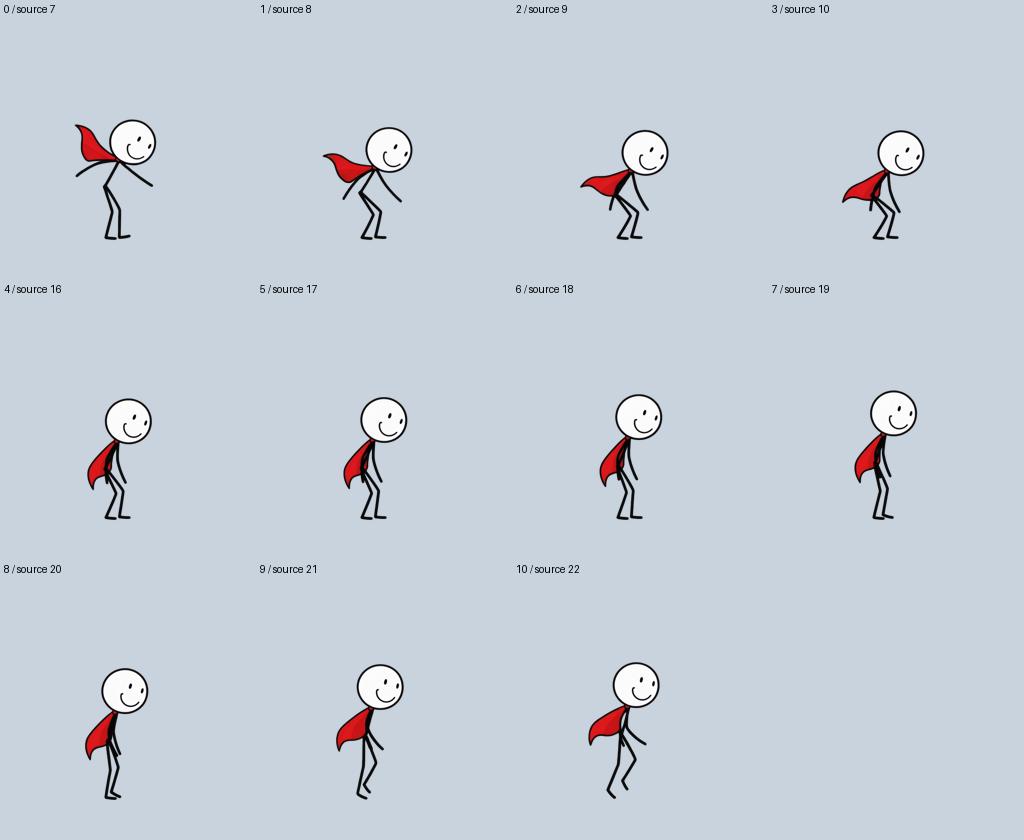 0 / source 7
1 / source 8
2 / source 9
3 / source 10
4 / source 16
5 / source 17
6 / source 18
7 / source 19
8 / source 20
9 / source 21
10 / source 22